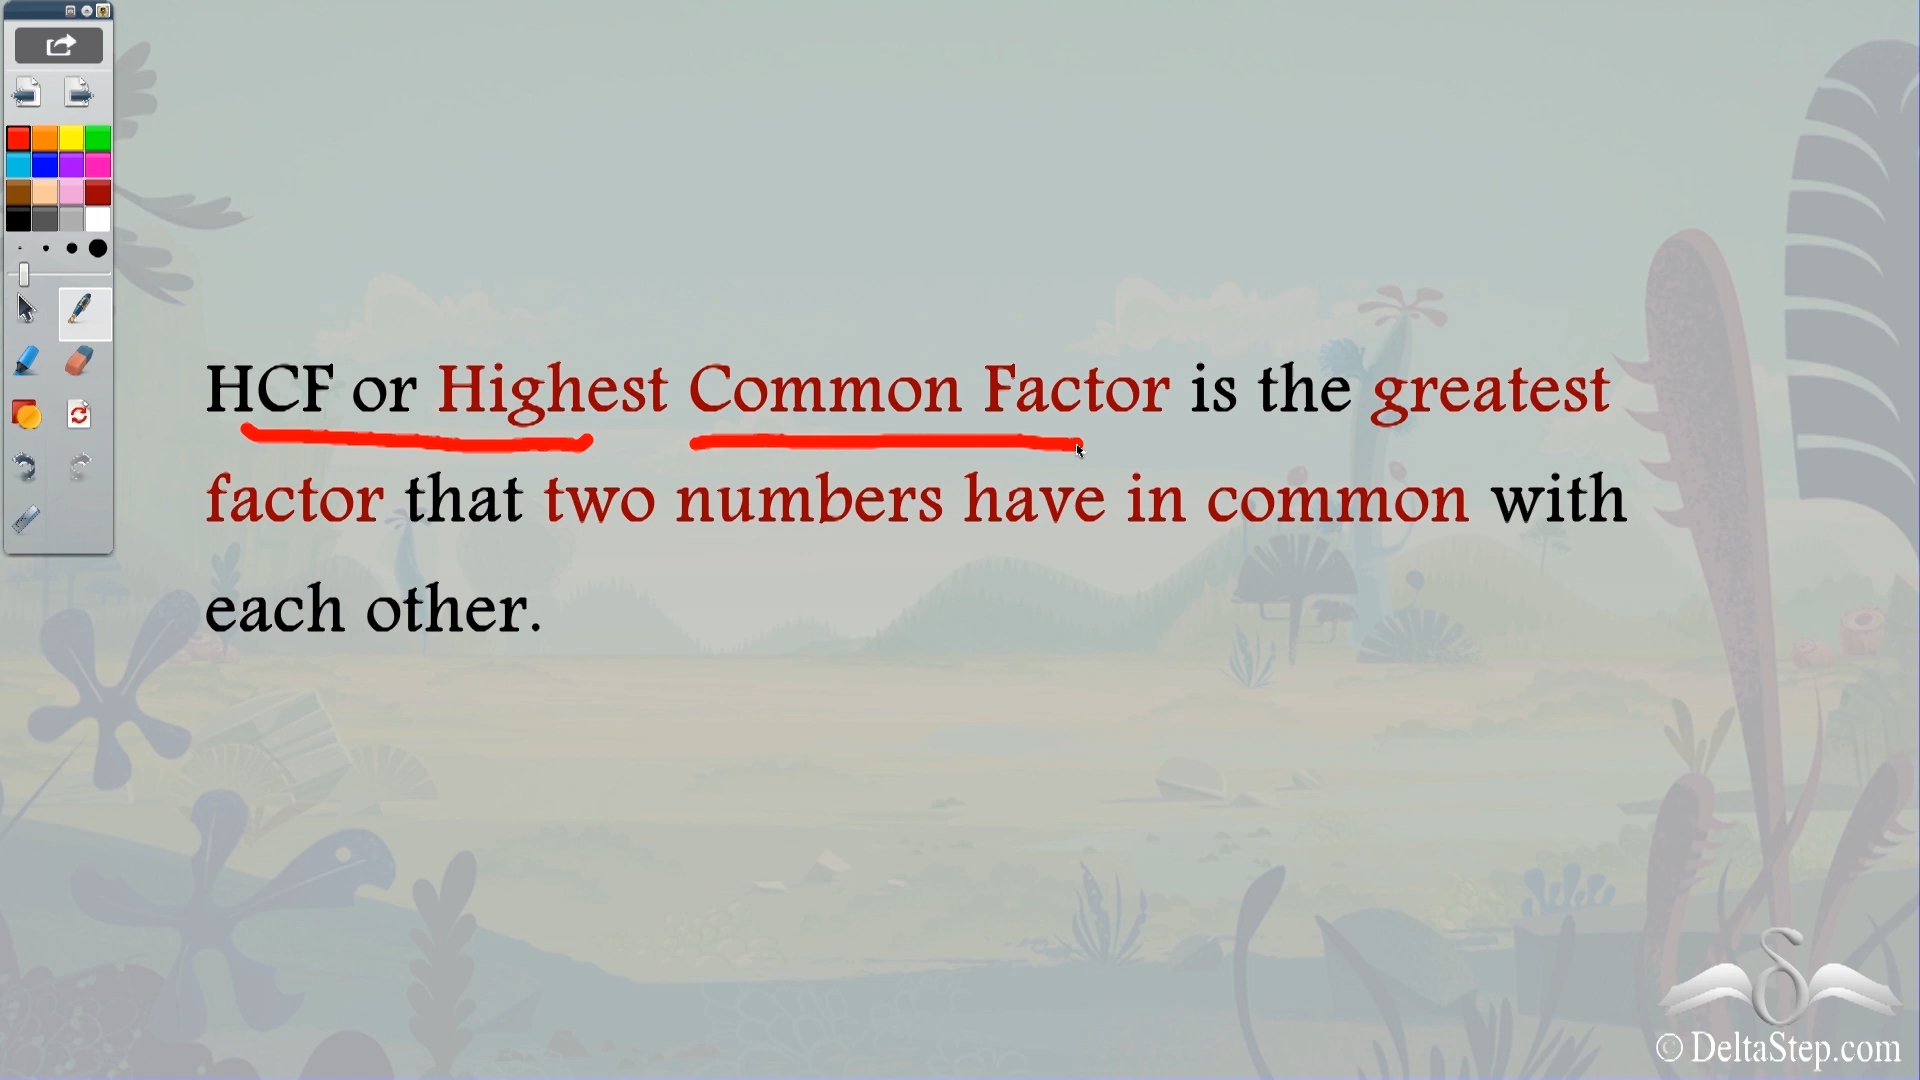 HCF or Highest Common Factor is the greatest
factor that two numbers have in common with
each other.
© DeltaStep.com